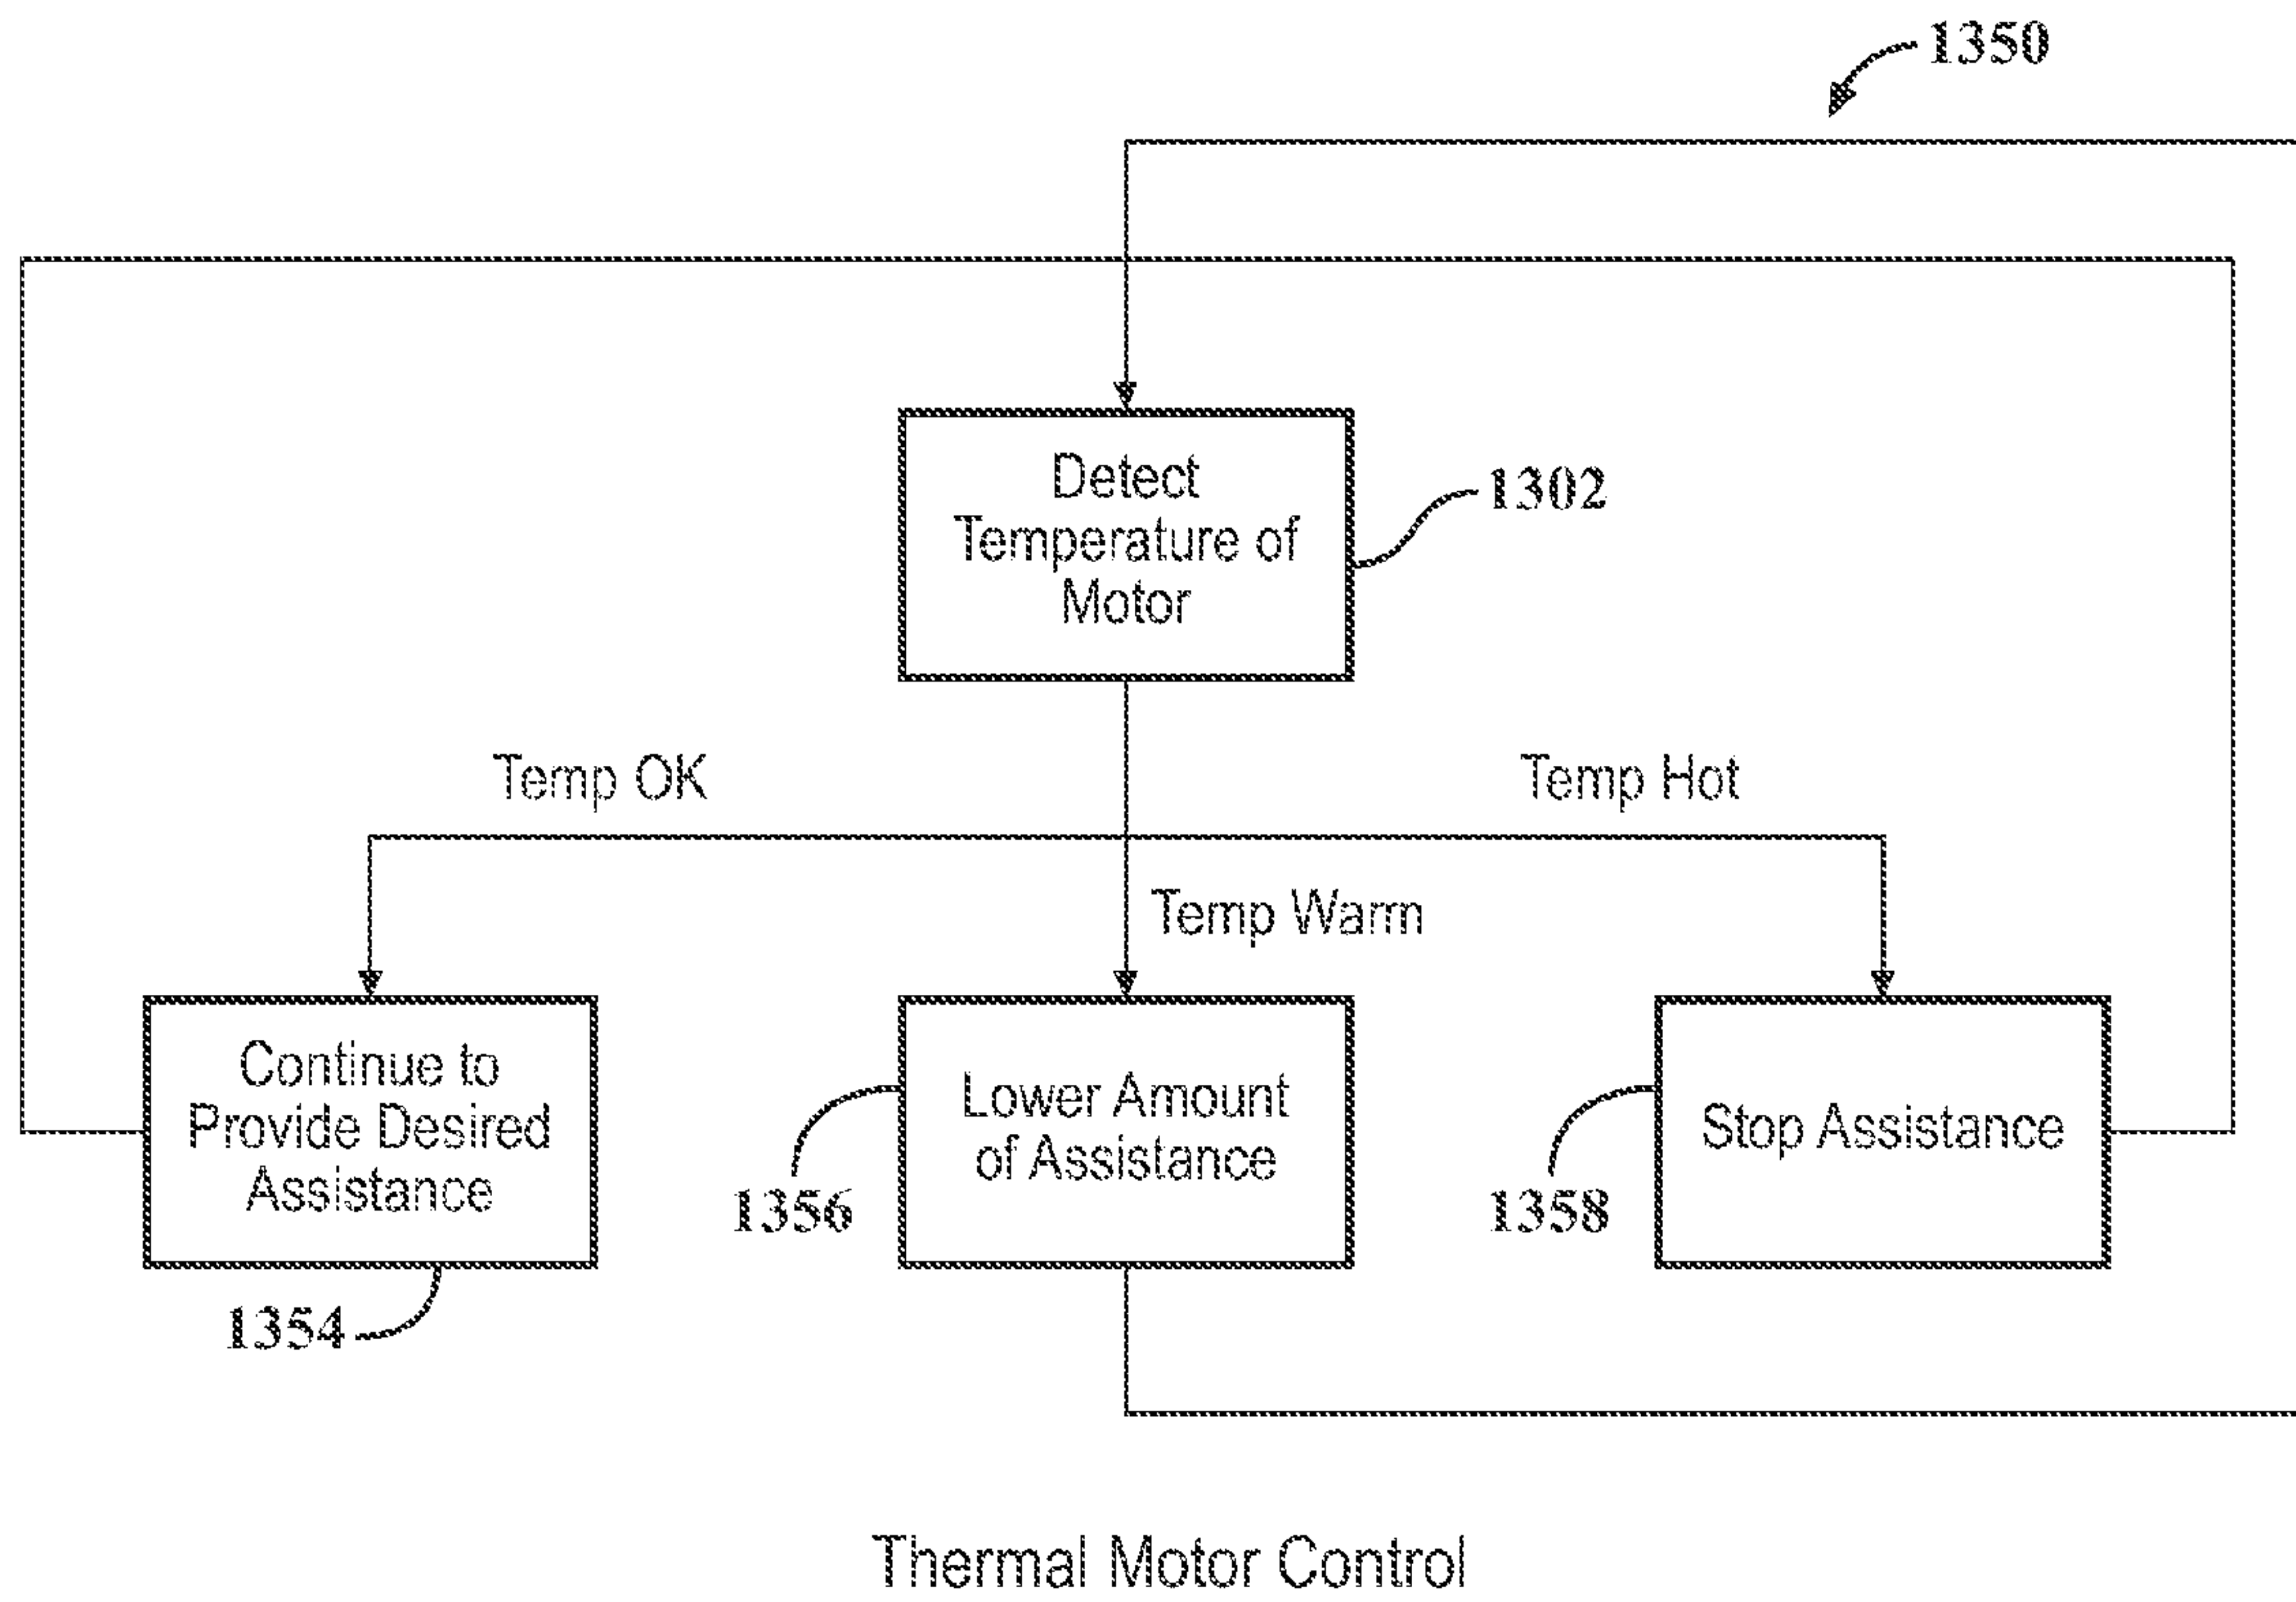 1350
Detect
Temperature of
Motor
1302
Temp OK
Temp Hot
Temp Warm
Continue to
Provide Desired
Assistance
1354
Lower Amount
of Assistance
1356
Stop Assistance
1358
Thermal Motor Control